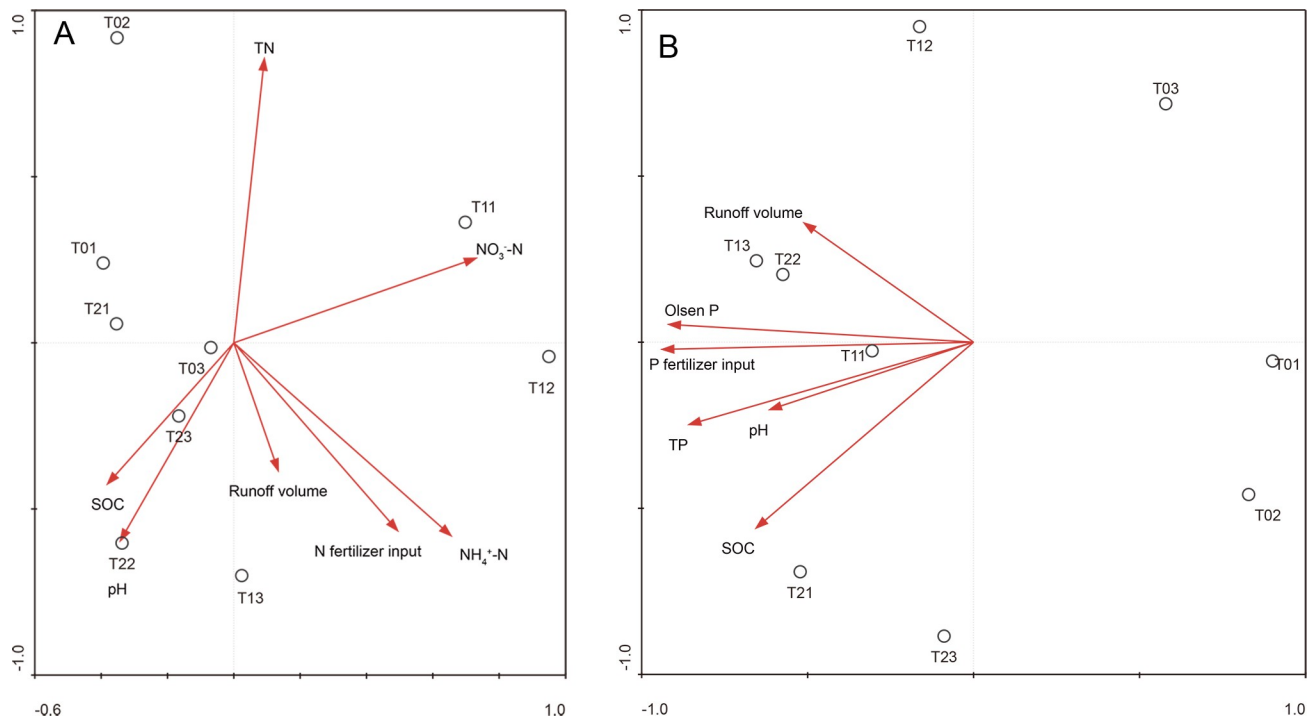 A
1.0
T02
TN
T11
NO₃⁻-N
T01
T21
T03
T12
T23
SOC
Runoff volume
N fertilizer input
NH₄⁺-N
T22
pH
T13
-1.0
-0.6
1.0
B
1.0
T12
T03
Runoff volume
T13
T22
Olsen P
P fertilizer input
T11
T01
TP
pH
SOC
T02
T21
T23
-1.0
-1.0
1.0